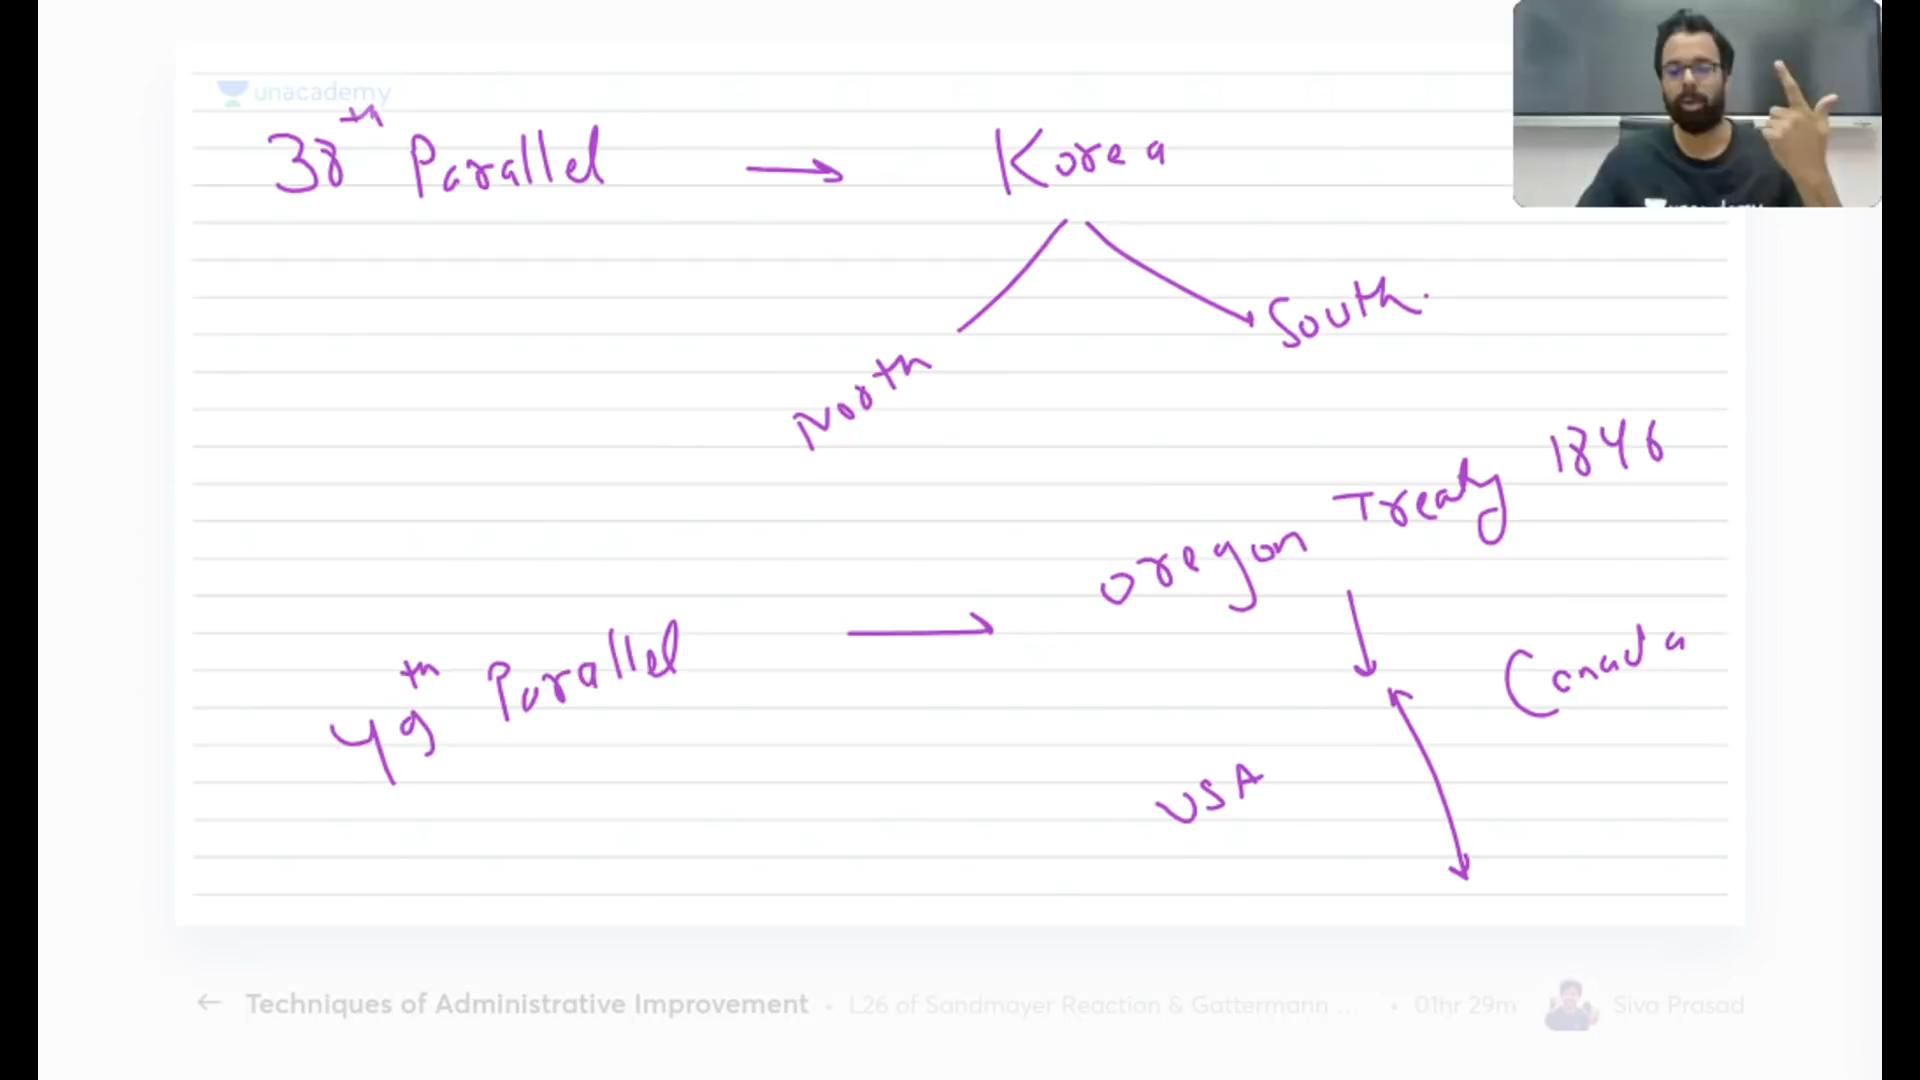 unacademy
38th Parallel → Korea
South.
North
Oregon Treaty 1846
49th Parallel →
Canada
USA
← Techniques of Administrative Improvement • L26 of Sandmayer Reaction & Gattermann ... • 01hr 29m Siva Prasad